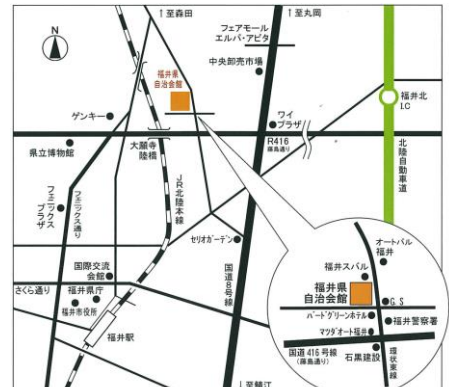 ↑至森田
↑至丸岡
N
フェアモール
エルパ・アピタ
中央卸売市場
福井県
自治会館
福井北
I.C
ゲンキー
ワイ
プラザ
県立博物館
大願寺
陸橋
R416
(藤島通り)
北陸自動車道
JR北陸本線
フェニックス
プラザ
フェニックス通り
セリオガーデン
国際交流
会館
さくら通り
福井県庁
福井市役所
国道8号線
福井駅
オートバル
福井
福井スバル
福井県
自治会館
G.S
バードグリーンホテル
福井警察署
マツダオート福井
国道416号線
(藤島通り)
石黒建設
環状東線
↓至鯖江